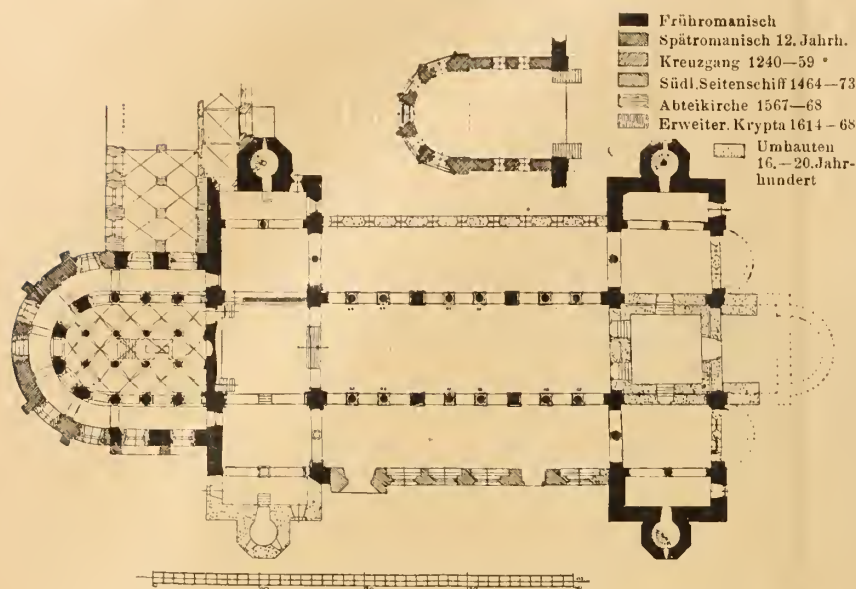 Frühromanisch
Spätromanisch 12. Jahrh.
Kreuzgang 1240—59
Südl. Seitenschiff 1464—73
Abteikirche 1567—68
Erweiter. Krypta 1614—68
Umbauten
16.—20. Jahr-
hundert